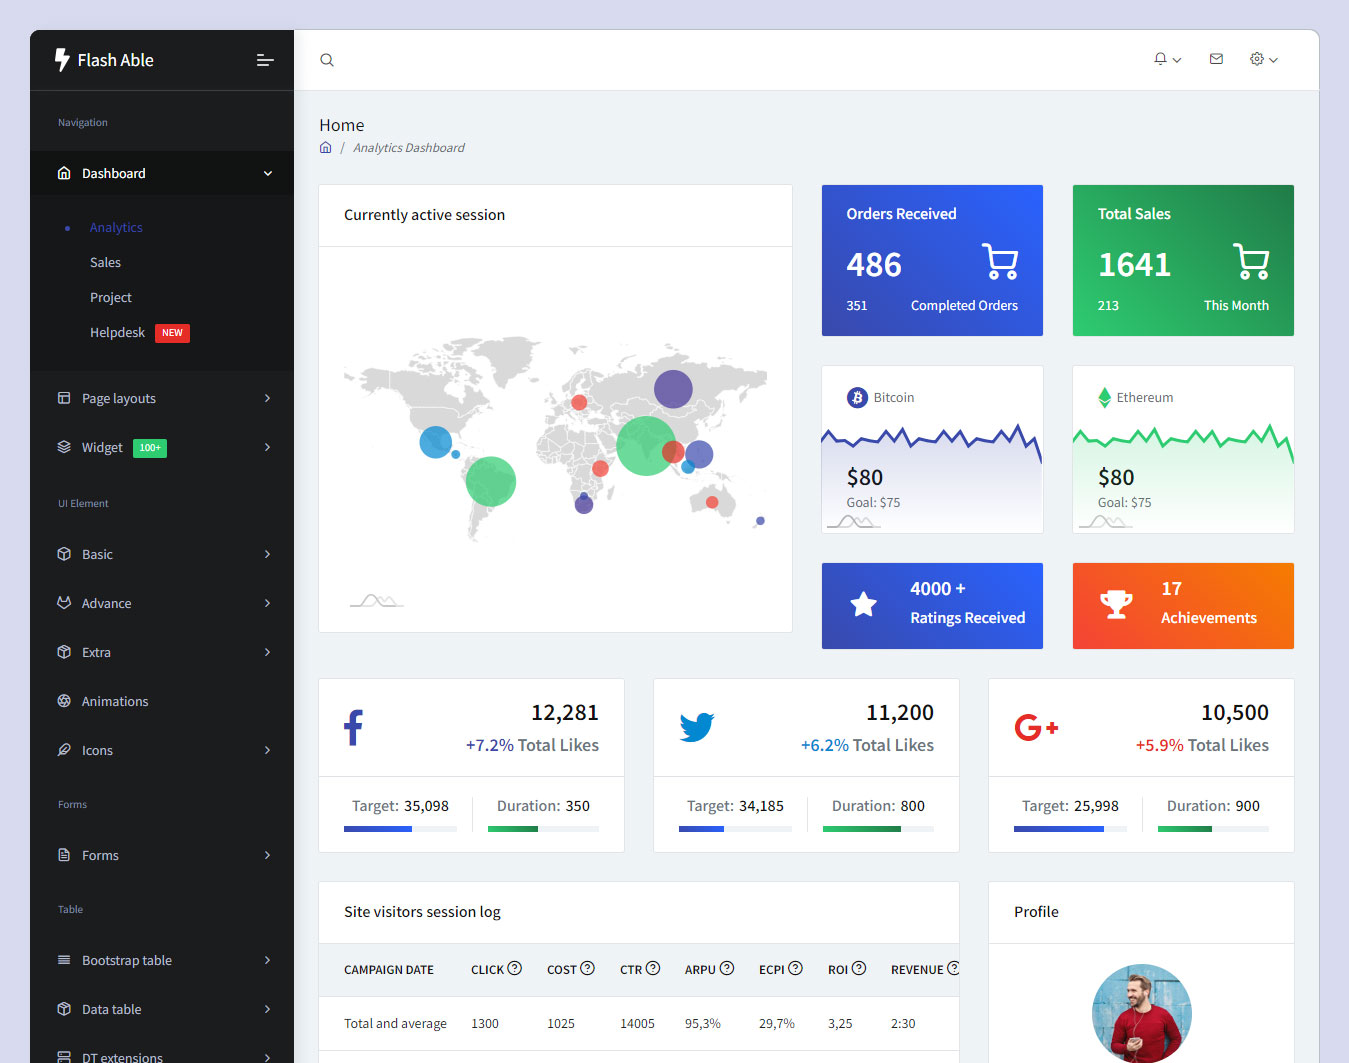 Flash Able
Navigation
Dashboard
Analytics
Sales
Project
Helpdesk NEW
Page layouts
Widget 100+
UI Element
Basic
Advance
Extra
Animations
Icons
Forms
Forms
Table
Bootstrap table
Data table
DT extensions
Home
/ Analytics Dashboard
Currently active session
Orders Received
486
351 Completed Orders
Total Sales
1641
213 This Month
Bitcoin
$80
Goal: $75
Ethereum
$80
Goal: $75
4000 +
Ratings Received
17
Achievements
12,281
+7.2% Total Likes
Target: 35,098 Duration: 350
11,200
+6.2% Total Likes
Target: 34,185 Duration: 800
10,500
+5.9% Total Likes
Target: 25,998 Duration: 900
Site visitors session log
CAMPAIGN DATE CLICK COST CTR ARPU ECPI ROI REVENUE
Total and average 1300 1025 14005 95,3% 29,7% 3,25 2:30
Profile